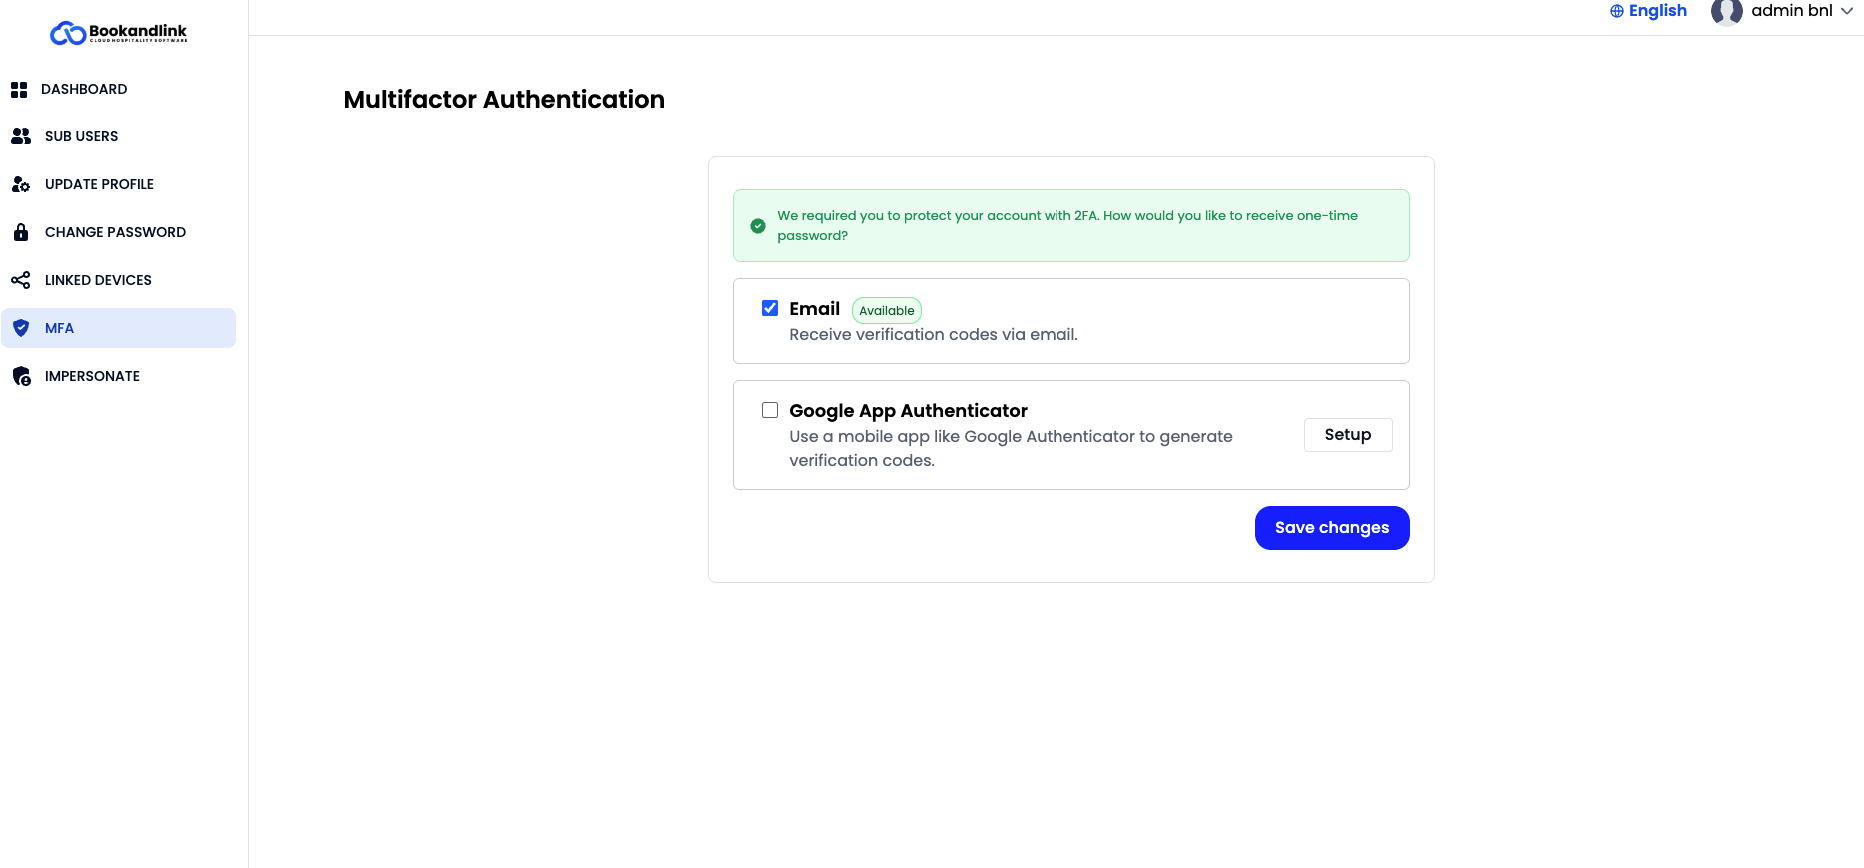 Bookandlink
CLOUD HOSPITALITY SOFTWARE
English
admin bnl
DASHBOARD
SUB USERS
UPDATE PROFILE
CHANGE PASSWORD
LINKED DEVICES
MFA
IMPERSONATE
Multifactor Authentication
We required you to protect your account with 2FA. How would you like to receive one-time
password?
Email Available
Receive verification codes via email.
Google App Authenticator
Use a mobile app like Google Authenticator to generate
verification codes.
Setup
Save changes